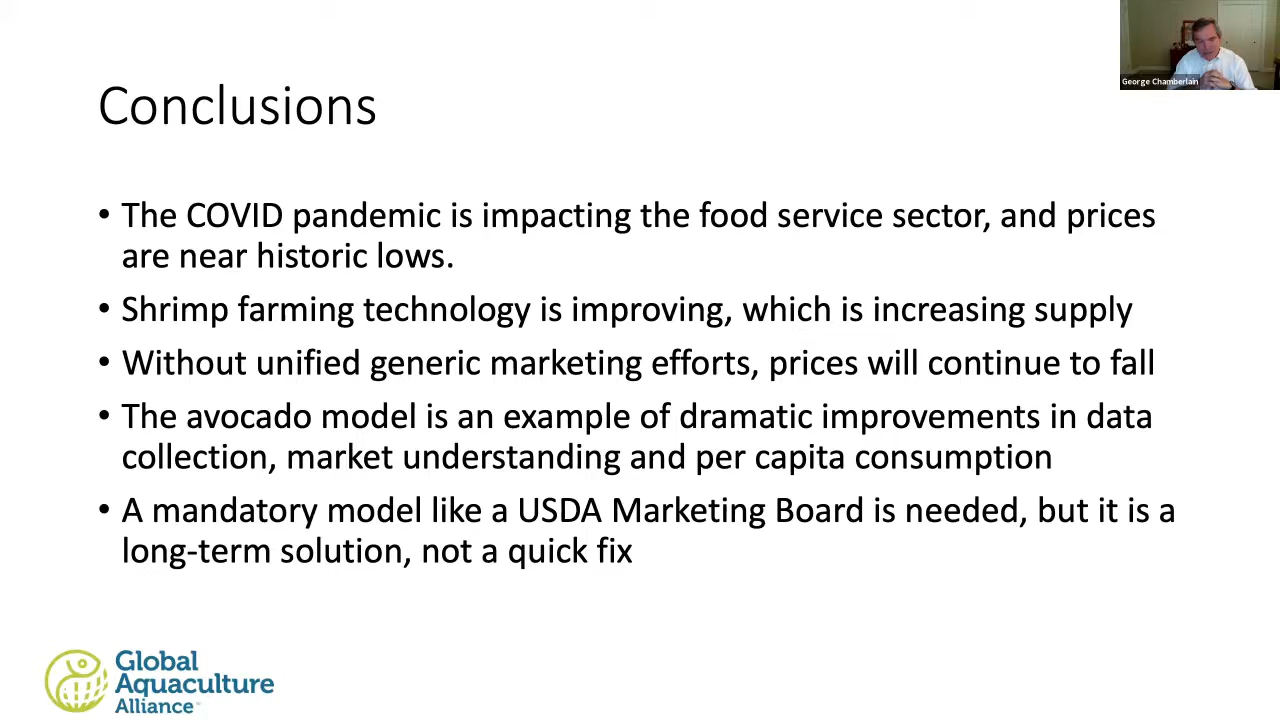 George Chamberlain
Conclusions
• The COVID pandemic is impacting the food service sector, and prices
are near historic lows.
• Shrimp farming technology is improving, which is increasing supply
• Without unified generic marketing efforts, prices will continue to fall
• The avocado model is an example of dramatic improvements in data
collection, market understanding and per capita consumption
• A mandatory model like a USDA Marketing Board is needed, but it is a
long-term solution, not a quick fix
Global
Aquaculture
Alliance